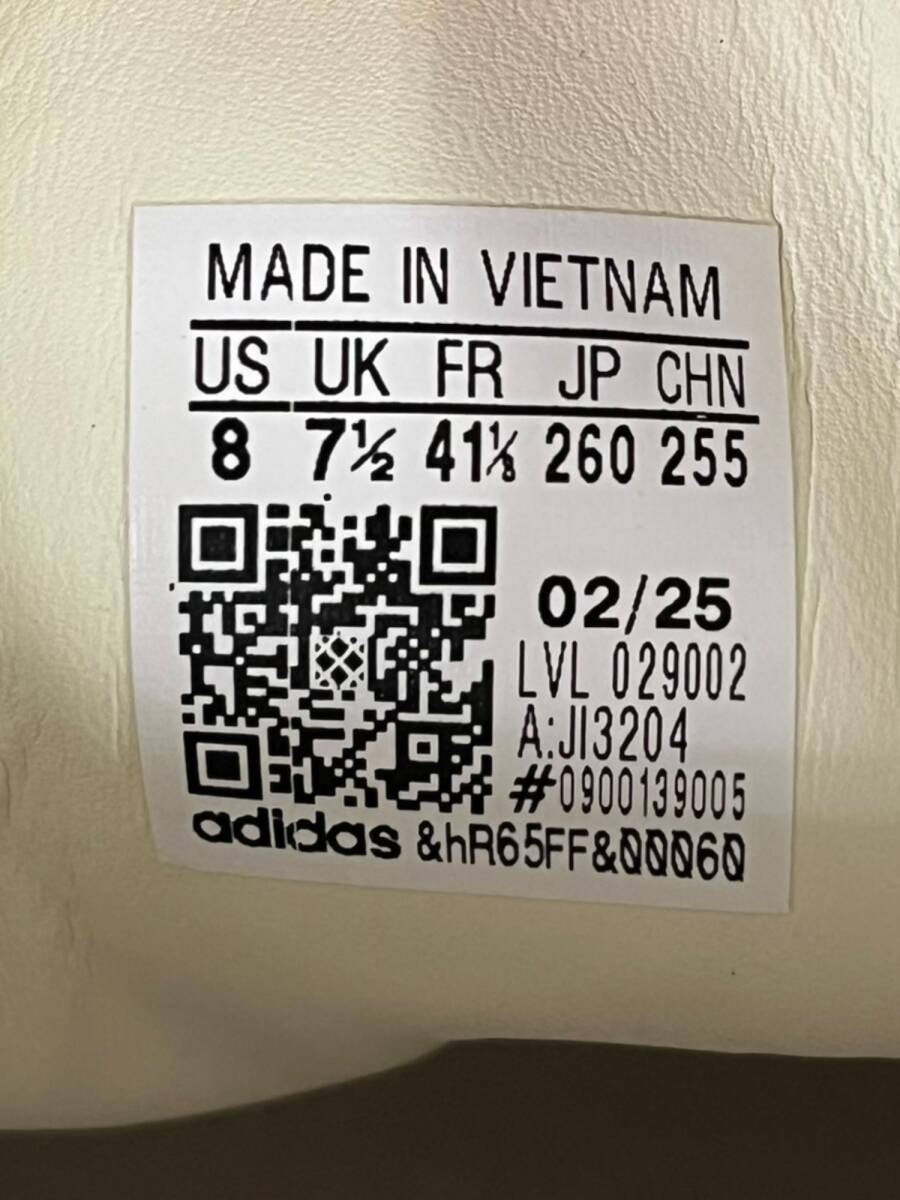 MADE IN VIETNAM
US UK FR JP CHN
8 7½ 41⅓ 260 255
02/25
LVL 029002
A:JI3204
#0900139005
adidas &hR65FF&00060